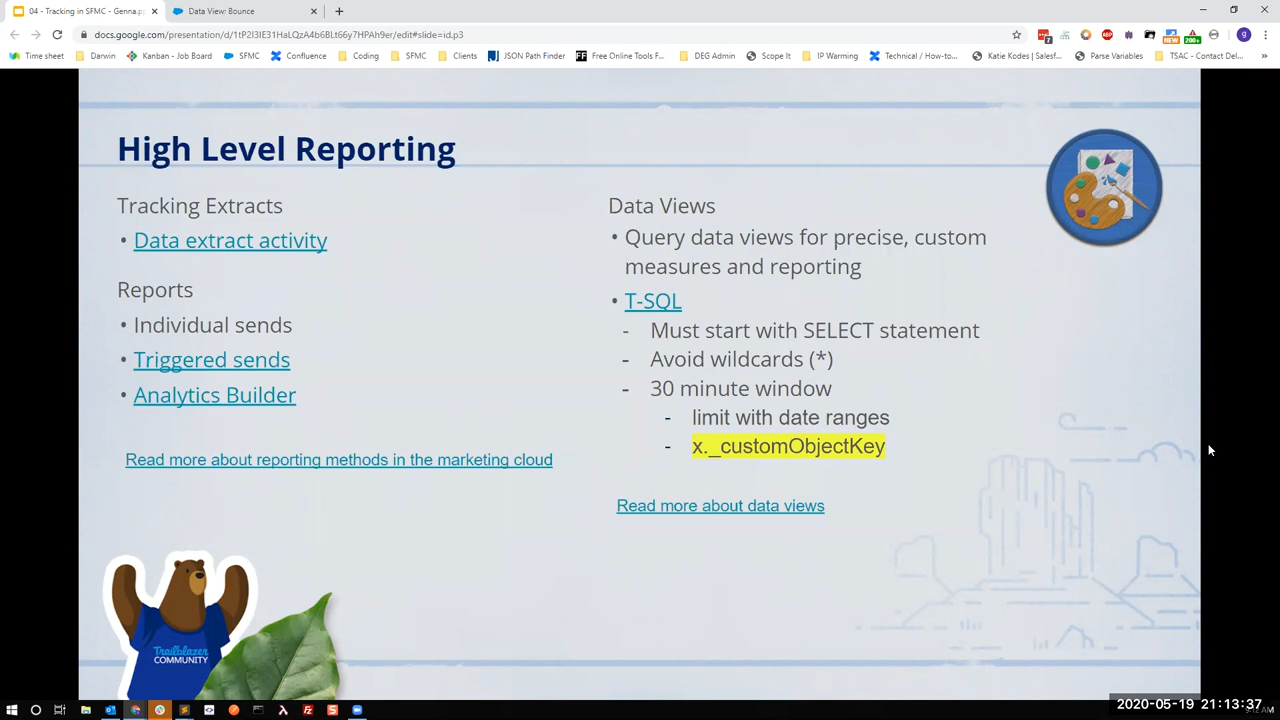 04 - Tracking in SFMC - Genna.p
Data View: Bounce
docs.google.com/presentation/d/1tP2I3IE31HaLQzA4b6BLt66y7HPAh9er/edit#slide=id.p3
Time sheet
Darwin
Kanban - Job Board
SFMC
Confluence
Coding
SFMC
Clients
JSON Path Finder
Free Online Tools F...
DEG Admin
Scope It
IP Warming
Technical / How-to...
Katie Kodes | Salesf...
Parse Variables
TSAC - Contact Del...
High Level Reporting
Tracking Extracts
• Data extract activity
Reports
• Individual sends
• Triggered sends
• Analytics Builder
Read more about reporting methods in the marketing cloud
Data Views
• Query data views for precise, custom
measures and reporting
• T-SQL
- Must start with SELECT statement
- Avoid wildcards (*)
- 30 minute window
- limit with date ranges
- x._customObjectKey
Read more about data views
Trailblazer
COMMUNITY
2020-05-19 21:13:37